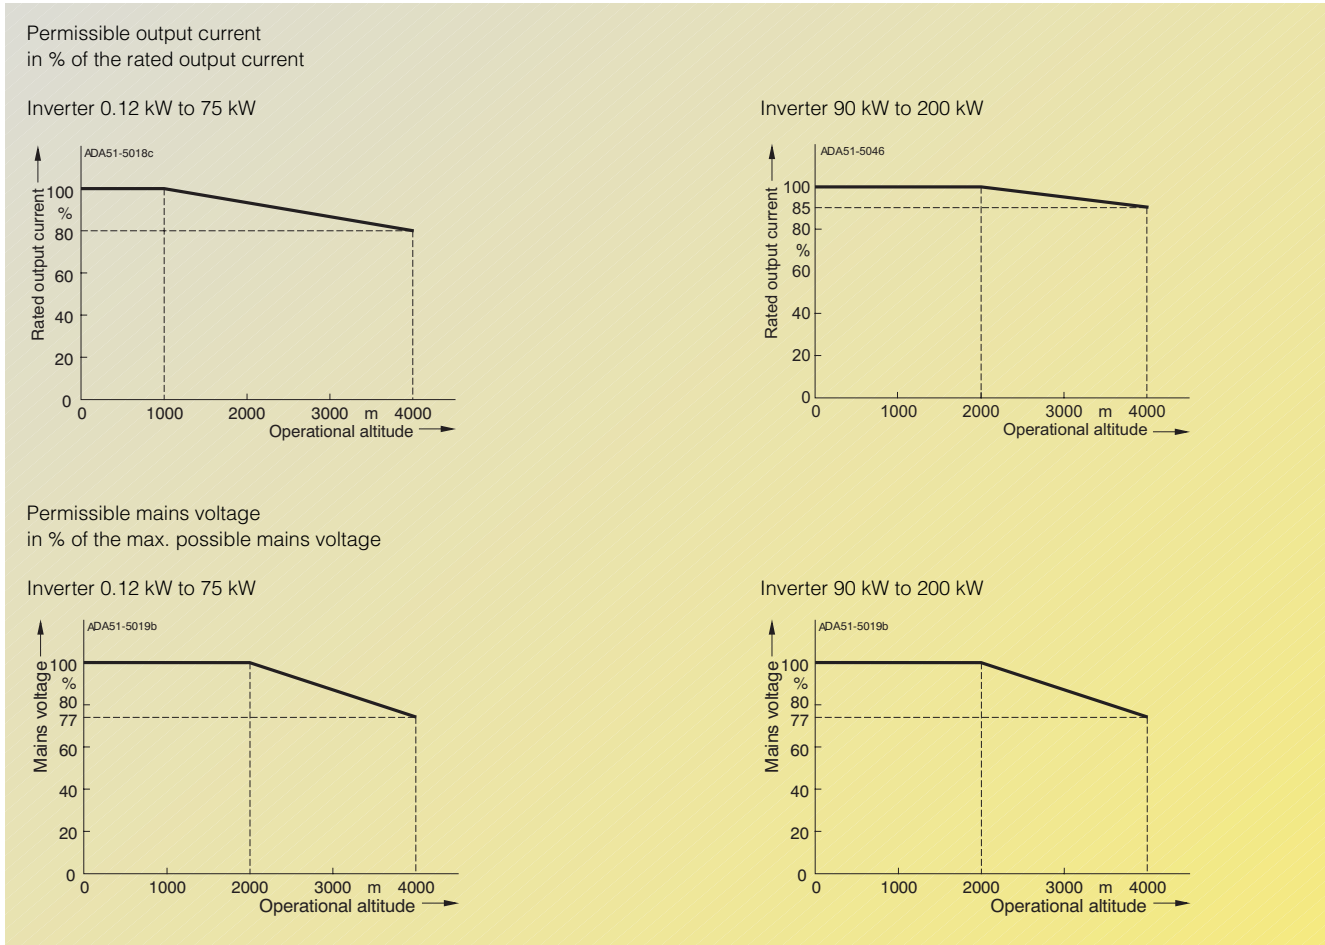 Permissible output current
in % of the rated output current
Inverter 0.12 kW to 75 kW
ADA51-5018c
Rated output current
100
%
80
60
40
20
0
0 1000 2000 3000 m 4000
Operational altitude
Inverter 90 kW to 200 kW
ADA51-5046
Rated output current
100
85
80
%
60
40
20
0
0 1000 2000 3000 m 4000
Operational altitude
Permissible mains voltage
in % of the max. possible mains voltage
Inverter 0.12 kW to 75 kW
ADA51-5019b
Mains voltage
100
%
80
77
60
40
20
0
0 1000 2000 3000 m 4000
Operational altitude
Inverter 90 kW to 200 kW
ADA51-5019b
Mains voltage
100
%
80
77
60
40
20
0
0 1000 2000 3000 m 4000
Operational altitude